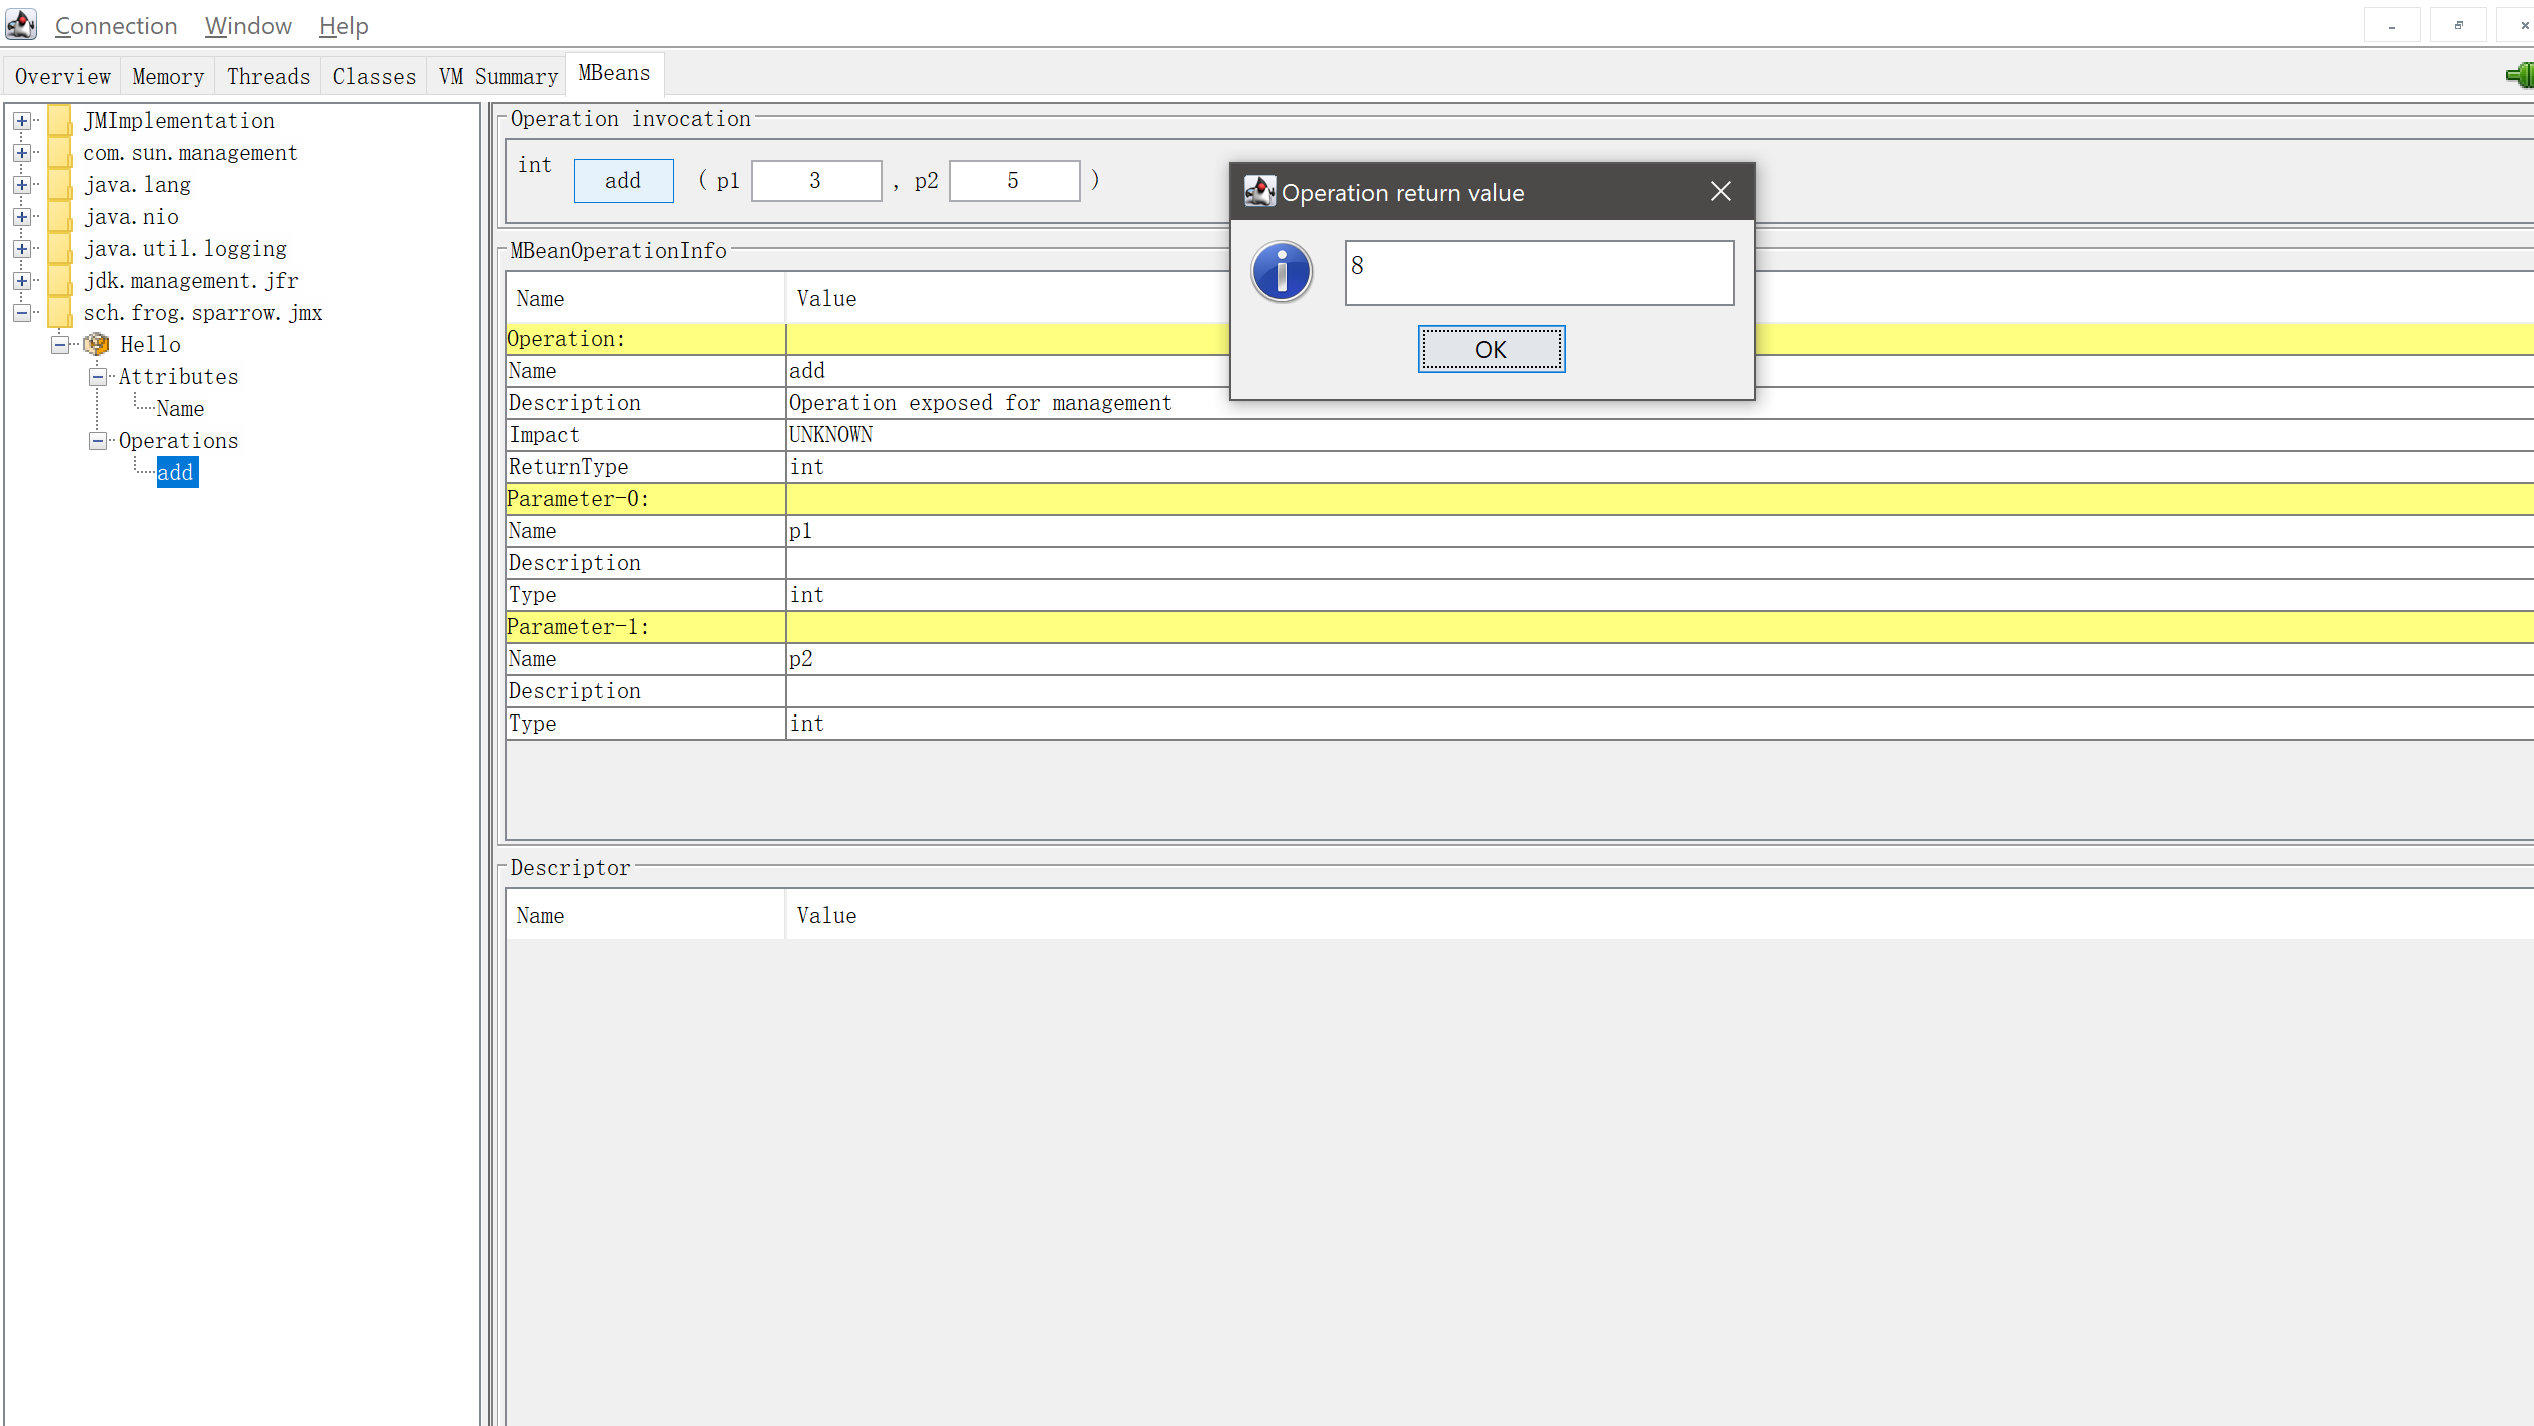 Connection Window Help
Overview Memory Threads Classes VM Summary MBeans
JMImplementation
com.sun.management
java.lang
java.nio
java.util.logging
jdk.management.jfr
sch.frog.sparrow.jmx
Hello
Attributes
Name
Operations
add
Operation invocation
int add ( p1 3 , p2 5 )
MBeanOperationInfo
Name Value
Operation:
Name add
Description Operation exposed for management
Impact UNKNOWN
ReturnType int
Parameter-0:
Name p1
Description
Type int
Parameter-1:
Name p2
Description
Type int
Descriptor
Name Value
Operation return value
8
OK